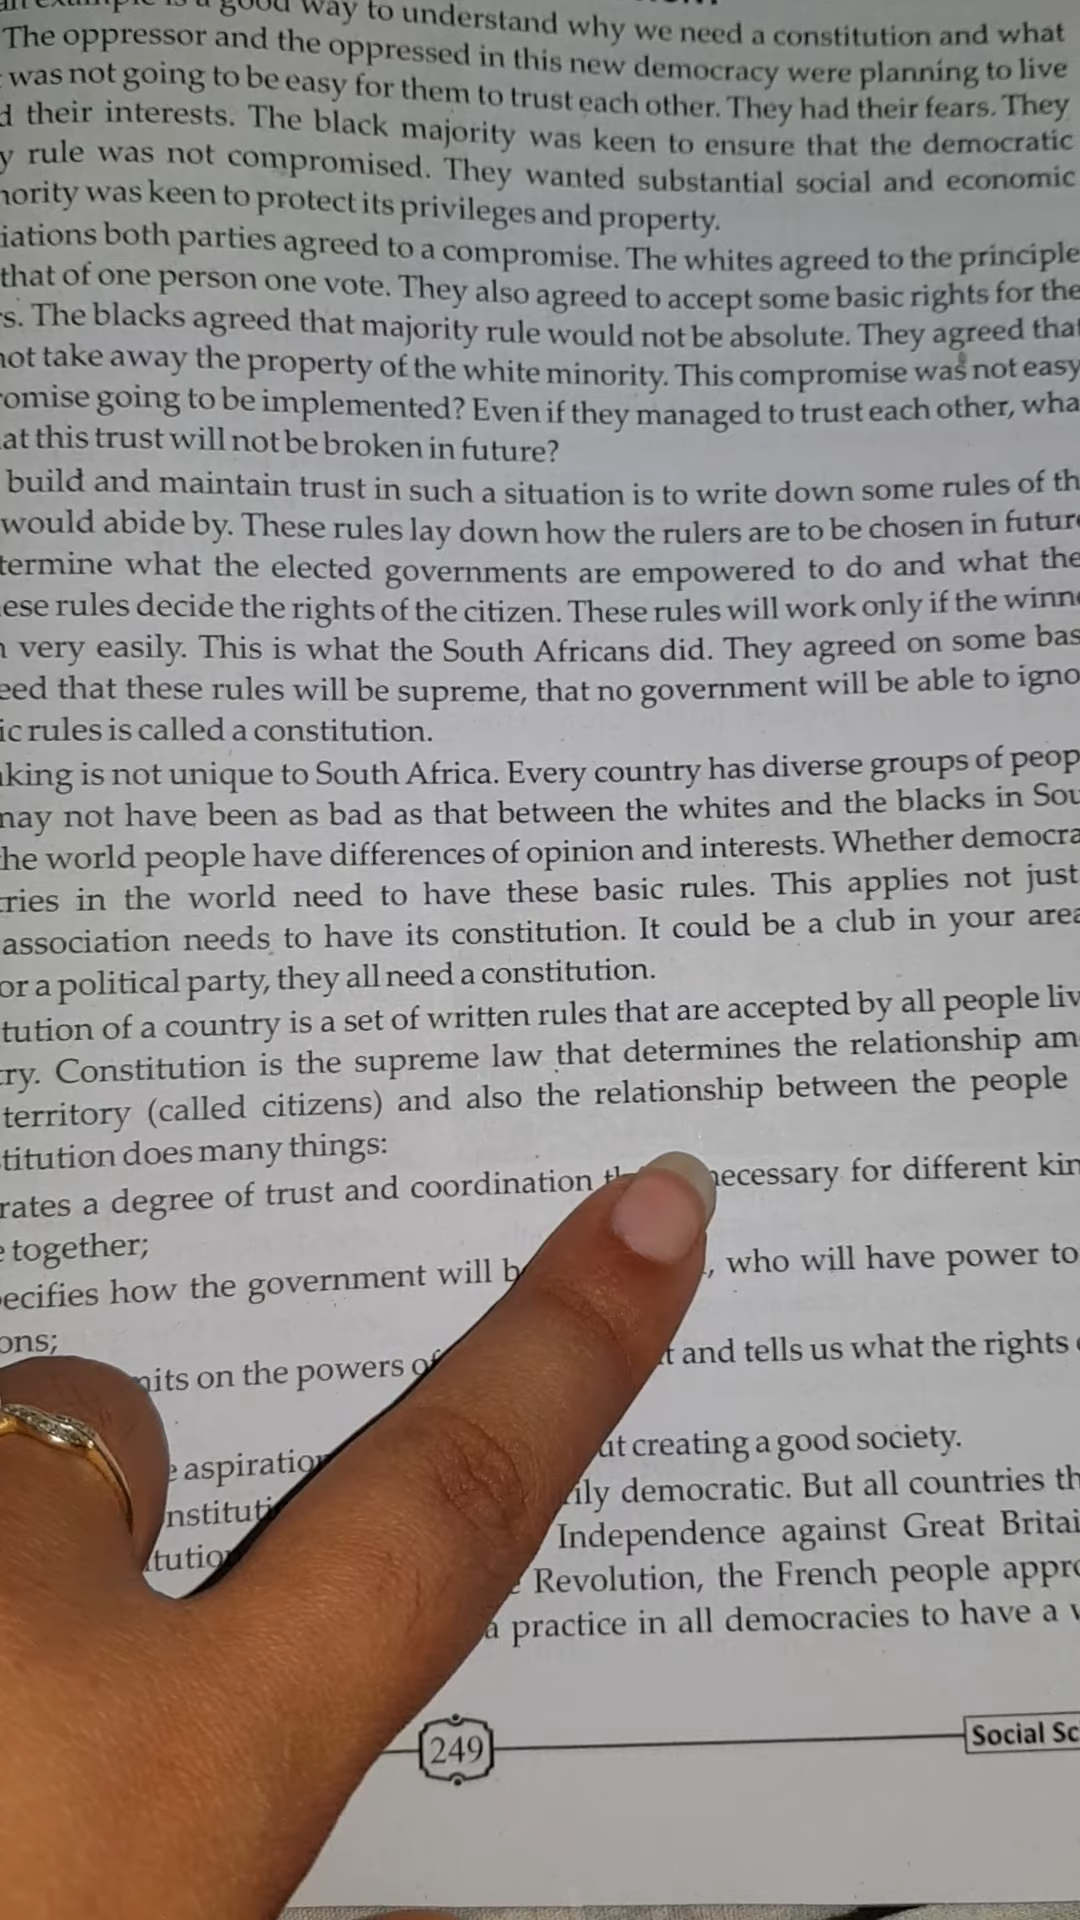 way to understand why we need a constitution and what
The oppressor and the oppressed in this new democracy were planning to live
was not going to be easy for them to trust each other. They had their fears. They
their interests. The black majority was keen to ensure that the democratic
y rule was not compromised. They wanted substantial social and economic
nority was keen to protect its privileges and property.
iations both parties agreed to a compromise. The whites agreed to the principle
that of one person one vote. They also agreed to accept some basic rights for the
s. The blacks agreed that majority rule would not be absolute. They agreed that
not take away the property of the white minority. This compromise was not easy
omise going to be implemented? Even if they managed to trust each other, wha
at this trust will not be broken in future?
build and maintain trust in such a situation is to write down some rules of th
would abide by. These rules lay down how the rulers are to be chosen in future
termine what the elected governments are empowered to do and what the
ese rules decide the rights of the citizen. These rules will work only if the winne
very easily. This is what the South Africans did. They agreed on some bas
eed that these rules will be supreme, that no government will be able to igno
ic rules is called a constitution.
king is not unique to South Africa. Every country has diverse groups of peop
may not have been as bad as that between the whites and the blacks in Sou
he world people have differences of opinion and interests. Whether democra
tries in the world need to have these basic rules. This applies not just
association needs to have its constitution. It could be a club in your area
or a political party, they all need a constitution.
tution of a country is a set of written rules that are accepted by all people liv
ry. Constitution is the supreme law that determines the relationship am
territory (called citizens) and also the relationship between the people
titution does many things:
rates a degree of trust and coordination necessary for different kin
together;
ecifies how the government will , who will have power to
ons;
mits on the powers of and tells us what the rights
aspiration ut creating a good society.
nstituti ily democratic. But all countries th
tution Independence against Great Britai
Revolution, the French people appro
a practice in all democracies to have a
249
Social Sc